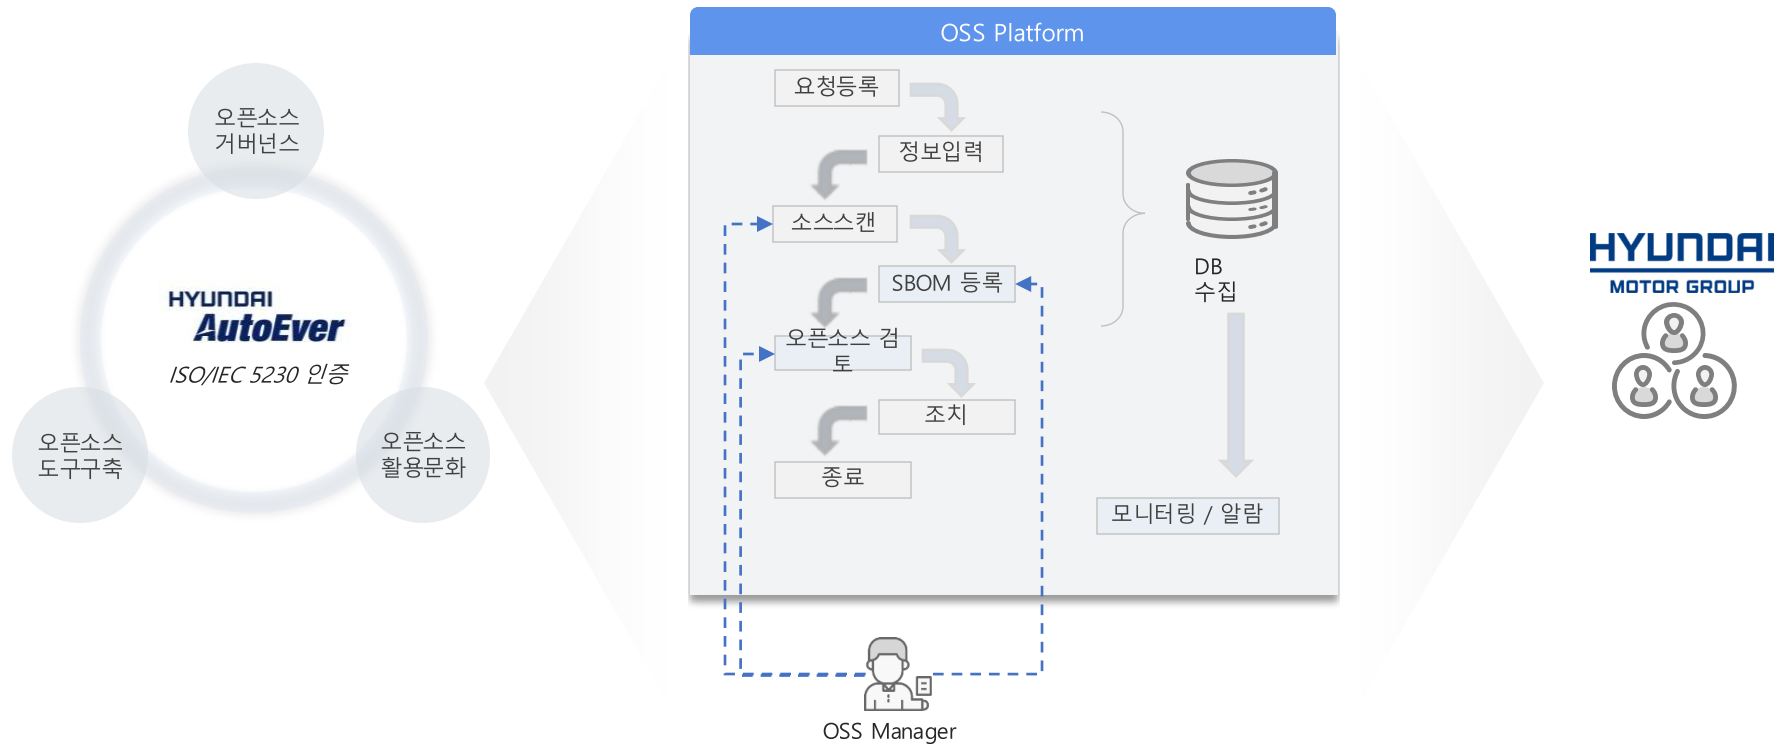 오픈소스
거버넌스
HYUNDAI
AutoEver
ISO/IEC 5230 인증
오픈소스
도구구축
오픈소스
활용문화
OSS Platform
요청등록
정보입력
소스스캔
SBOM 등록
오픈소스 검
토
조치
종료
DB
수집
모니터링 / 알람
OSS Manager
HYUNDAI
MOTOR GROUP